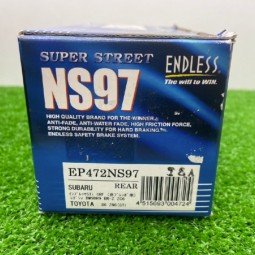 SUPER STREET
ENDLESS
The will to WIN.
NS97
HIGH QUALITY BRAND FOR THE WINNER.
ANTI-FADE, ANTI-WATER FADE, HIGH FRICTION FORCE,
STRONG DURABILITY FOR HARD BRAKING
ENDLESS SAFETY BRAKE SYSTEM.
EP472NS97
SUBARU REAR
TOYOTA
4515693004724